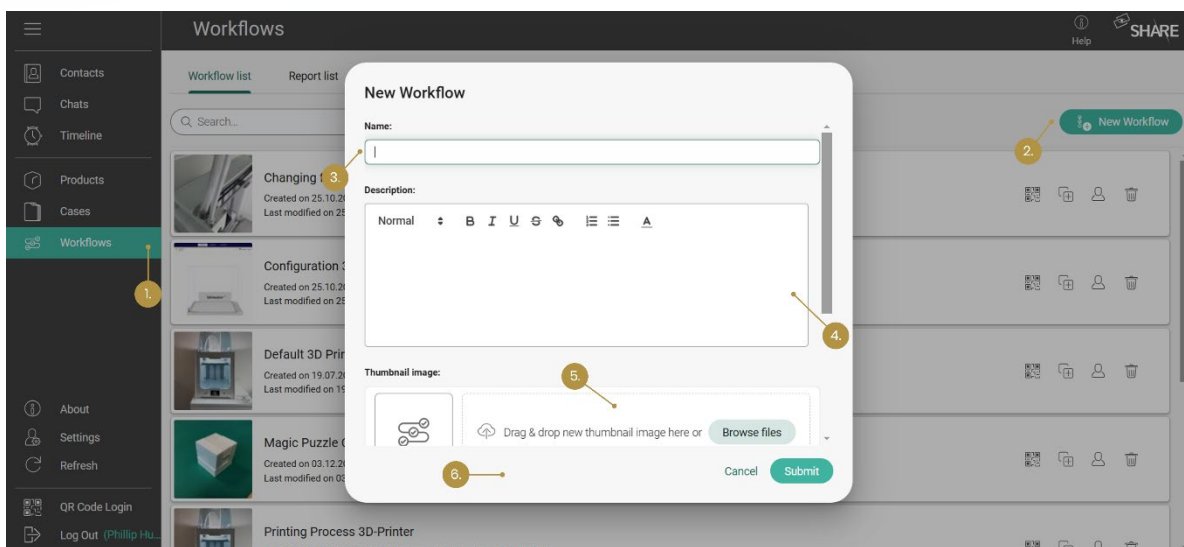 Workflows
Help
SHARE
Contacts
Chats
Timeline
Products
Cases
Workflows
1.
About
Settings
Refresh
QR Code Login
Log Out (Phillip Hu...
Workflow list
Report list
Search...
2.
New Workflow
Changing
Created on 25.10.20
Last modified on 25
Configuration 3
Created on 25.10.20
Last modified on 25
Default 3D Prin
Created on 19.07.2
Last modified on 19
Magic Puzzle C
Created on 03.12.20
Last modified on 03
Printing Process 3D-Printer
New Workflow
Name:
3.
Description:
Normal B I U S A
4.
Thumbnail image:
5.
Drag & drop new thumbnail image here or Browse files
6.
Cancel Submit